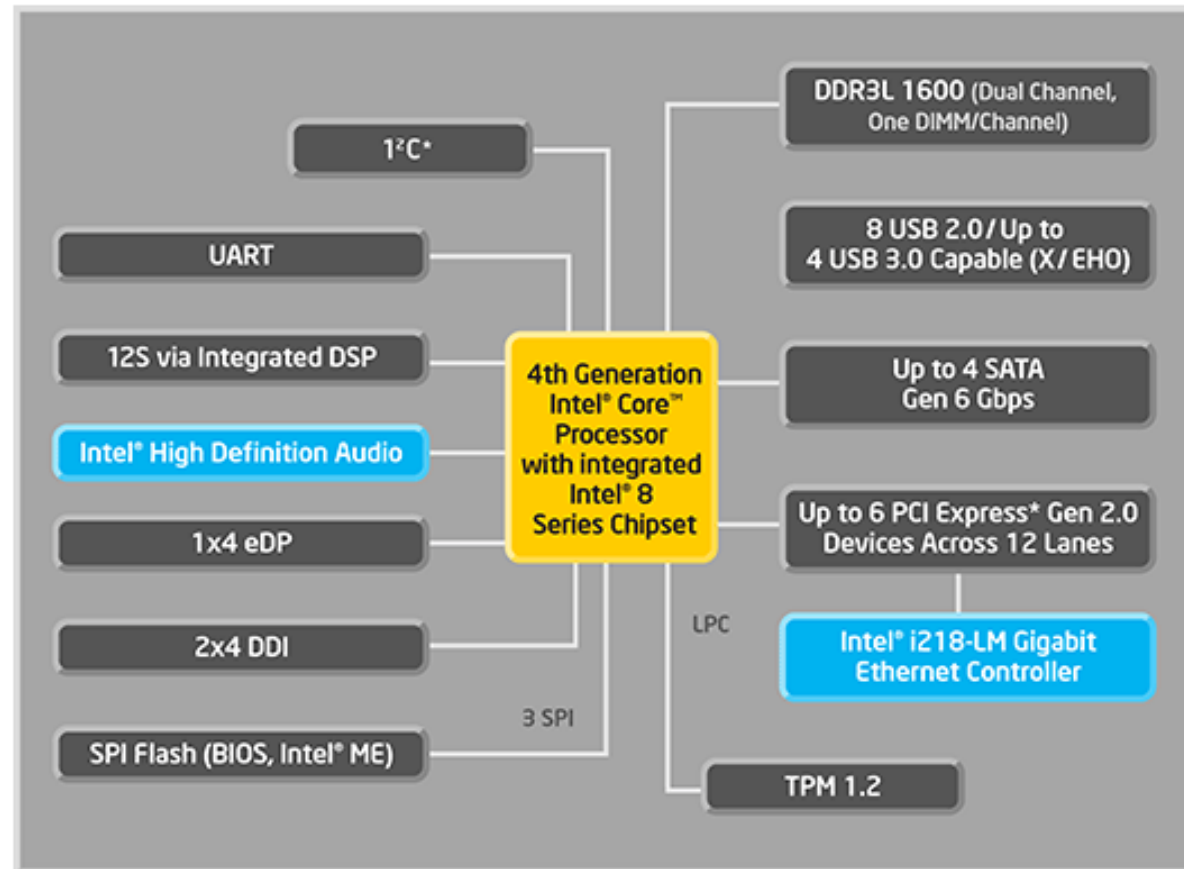 DDR3L 1600 (Dual Channel,
One DIMM/Channel)
1²C*
8 USB 2.0/Up to
4 USB 3.0 Capable (X/EHO)
UART
12S via Integrated DSP
Up to 4 SATA
Gen 6 Gbps
4th Generation
Intel® Core™
Processor
with integrated
Intel® 8
Series Chipset
Intel® High Definition Audio
Up to 6 PCI Express* Gen 2.0
Devices Across 12 Lanes
1x4 eDP
LPC
Intel® i218-LM Gigabit
Ethernet Controller
2x4 DDI
3 SPI
SPI Flash (BIOS, Intel® ME)
TPM 1.2